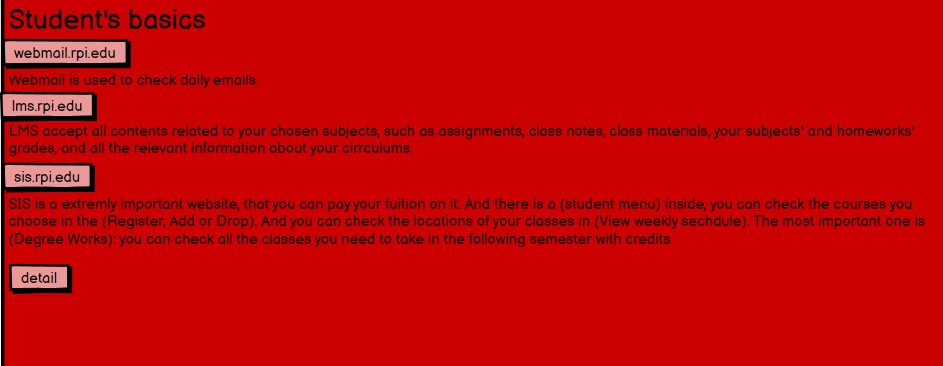 Student's basics
webmail.rpi.edu
Webmail is used to check daily emails.
lms.rpi.edu
LMS accept all contents related to your chosen subjects, such as assignments, class notes, class materials, your subjects' and homeworks'
grades, and all the relevant information about your cirrculums.
sis.rpi.edu
SIS is a extremly important website, that you can pay your tuition on it. And there is a (student menu) inside, you can check the courses you
choose in the (Register, Add or Drop). And you can check the locations of your classes in (View weekly sechdule). The most important one is
(Degree Works): you can check all the classes you need to take in the following semester with credits.
detail